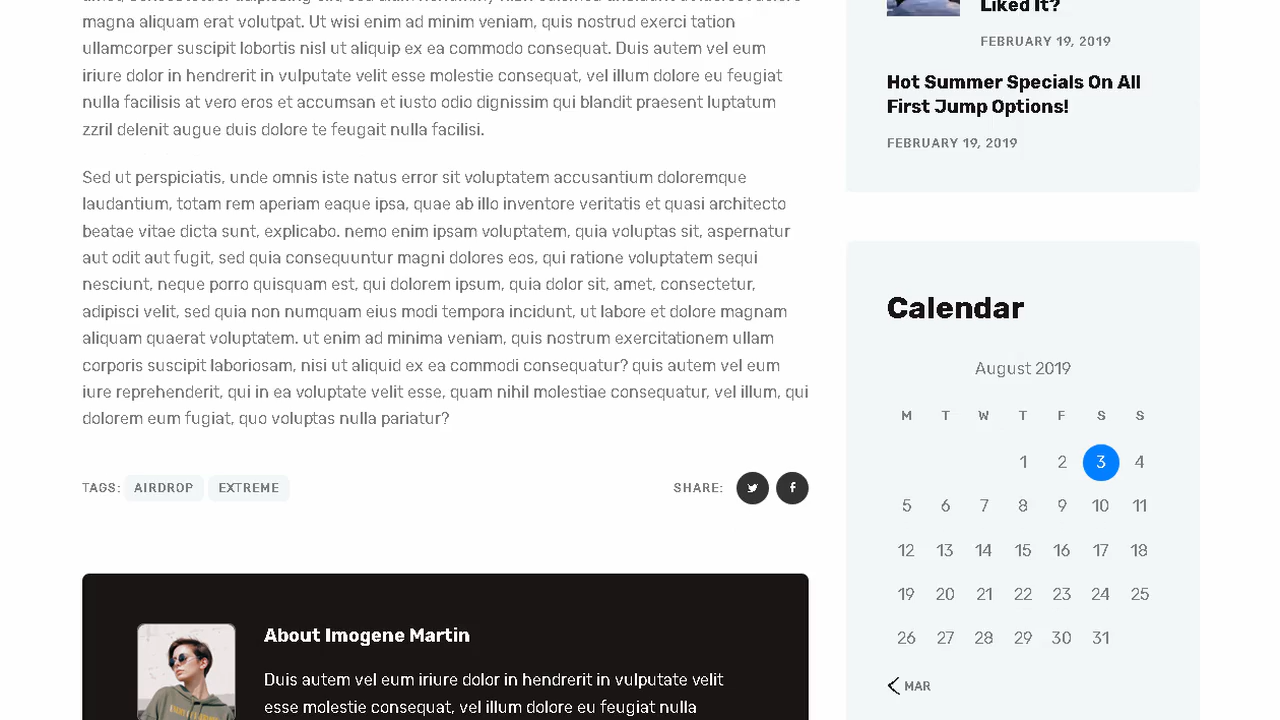 magna aliquam erat volutpat. Ut wisi enim ad minim veniam, quis nostrud exerci tation
ullamcorper suscipit lobortis nisl ut aliquip ex ea commodo consequat. Duis autem vel eum
iriure dolor in hendrerit in vulputate velit esse molestie consequat, vel illum dolore eu feugiat
nulla facilisis at vero eros et accumsan et iusto odio dignissim qui blandit praesent luptatum
zzril delenit augue duis dolore te feugait nulla facilisi.
Sed ut perspiciatis, unde omnis iste natus error sit voluptatem accusantium doloremque
laudantium, totam rem aperiam eaque ipsa, quae ab illo inventore veritatis et quasi architecto
beatae vitae dicta sunt, explicabo. nemo enim ipsam voluptatem, quia voluptas sit, aspernatur
aut odit aut fugit, sed quia consequuntur magni dolores eos, qui ratione voluptatem sequi
nesciunt, neque porro quisquam est, qui dolorem ipsum, quia dolor sit, amet, consectetur,
adipisci velit, sed quia non numquam eius modi tempora incidunt, ut labore et dolore magnam
aliquam quaerat voluptatem. ut enim ad minima veniam, quis nostrum exercitationem ullam
corporis suscipit laboriosam, nisi ut aliquid ex ea commodi consequatur? quis autem vel eum
iure reprehenderit, qui in ea voluptate velit esse, quam nihil molestiae consequatur, vel illum, qui
dolorem eum fugiat, quo voluptas nulla pariatur?
TAGS: AIRDROP EXTREME
SHARE:
About Imogene Martin
Duis autem vel eum iriure dolor in hendrerit in vulputate velit
esse molestie consequat, vel illum dolore eu feugiat nulla
Liked It?
FEBRUARY 19, 2019
Hot Summer Specials On All
First Jump Options!
FEBRUARY 19, 2019
Calendar
August 2019
M T W T F S S
1 2 3 4
5 6 7 8 9 10 11
12 13 14 15 16 17 18
19 20 21 22 23 24 25
26 27 28 29 30 31
MAR